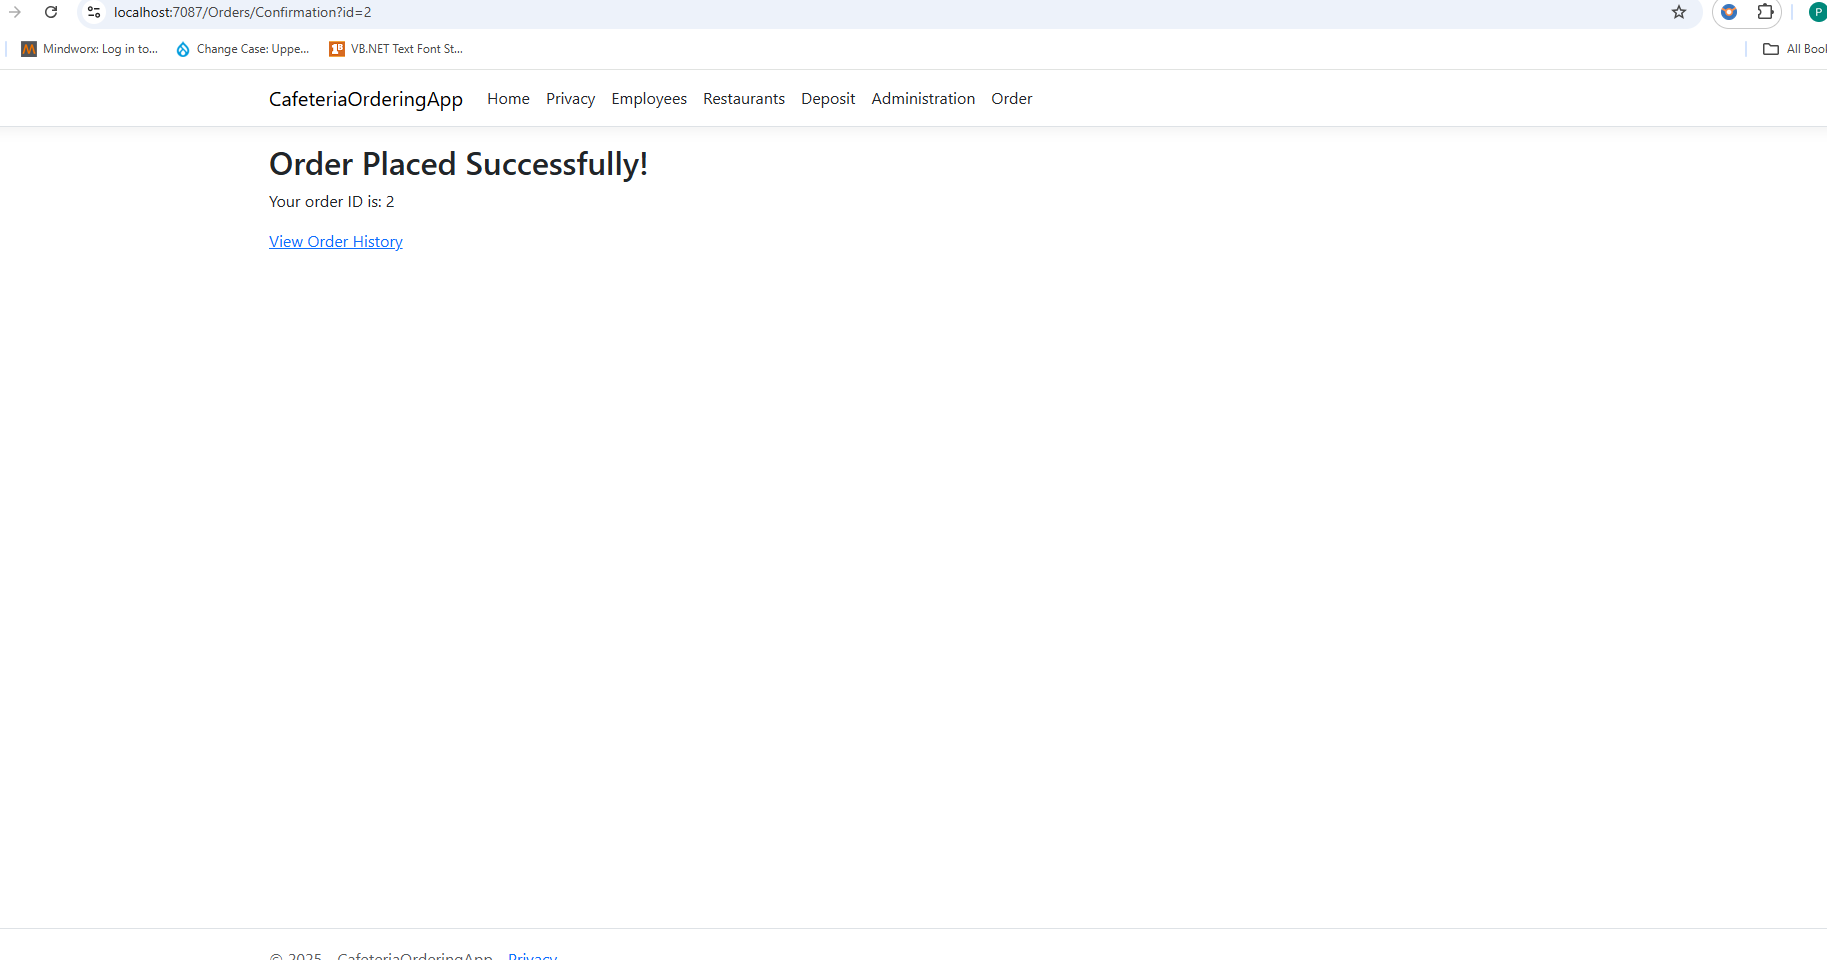 localhost:7087/Orders/Confirmation?id=2
P
Mindworx: Log in to... Change Case: Uppe... VB.NET Text Font St... All Book
CafeteriaOrderingApp Home Privacy Employees Restaurants Deposit Administration Order
Order Placed Successfully!
Your order ID is: 2
View Order History
© 2025 - CafeteriaOrderingApp - Privacy